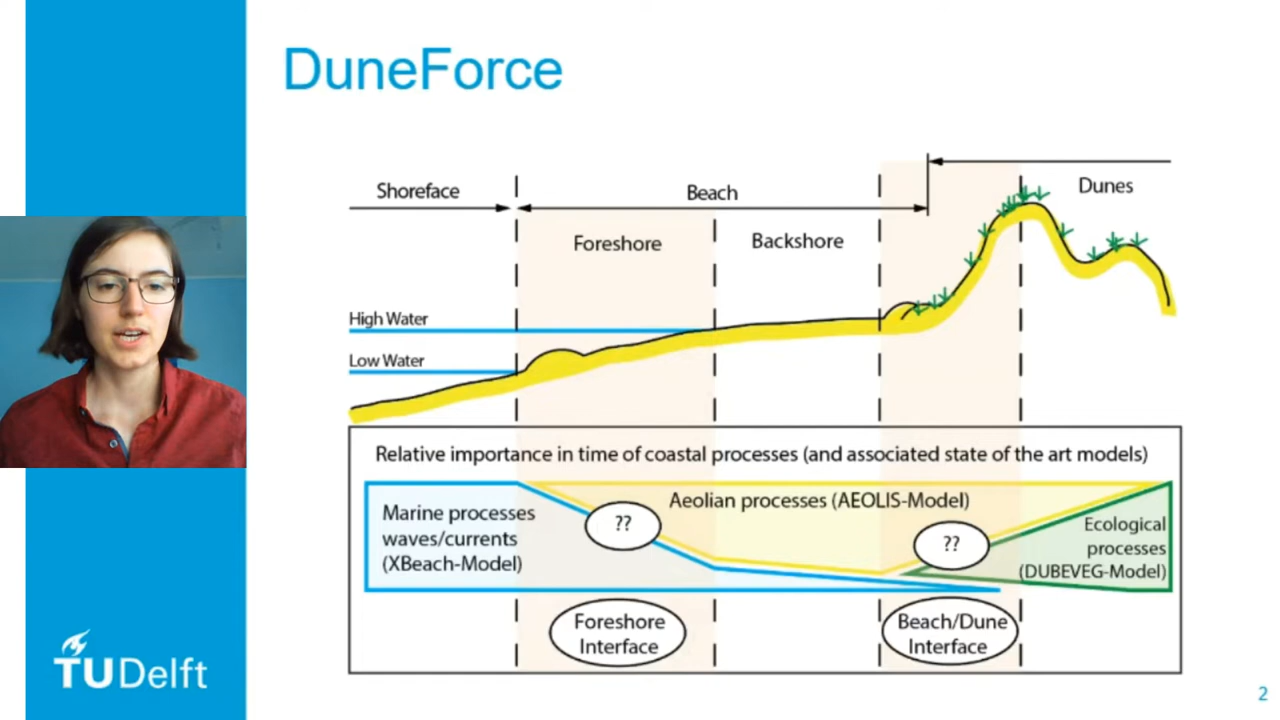 DuneForce
Shoreface
Beach
Dunes
Foreshore
Backshore
High Water
Low Water
Relative importance in time of coastal processes (and associated state of the art models)
Marine processes
waves/currents
(XBeach-Model)
??
Aeolian processes (AEOLIS-Model)
??
Ecological
processes
(DUBEVEG-Model)
Foreshore
Interface
Beach/Dune
Interface
TUDelft
2